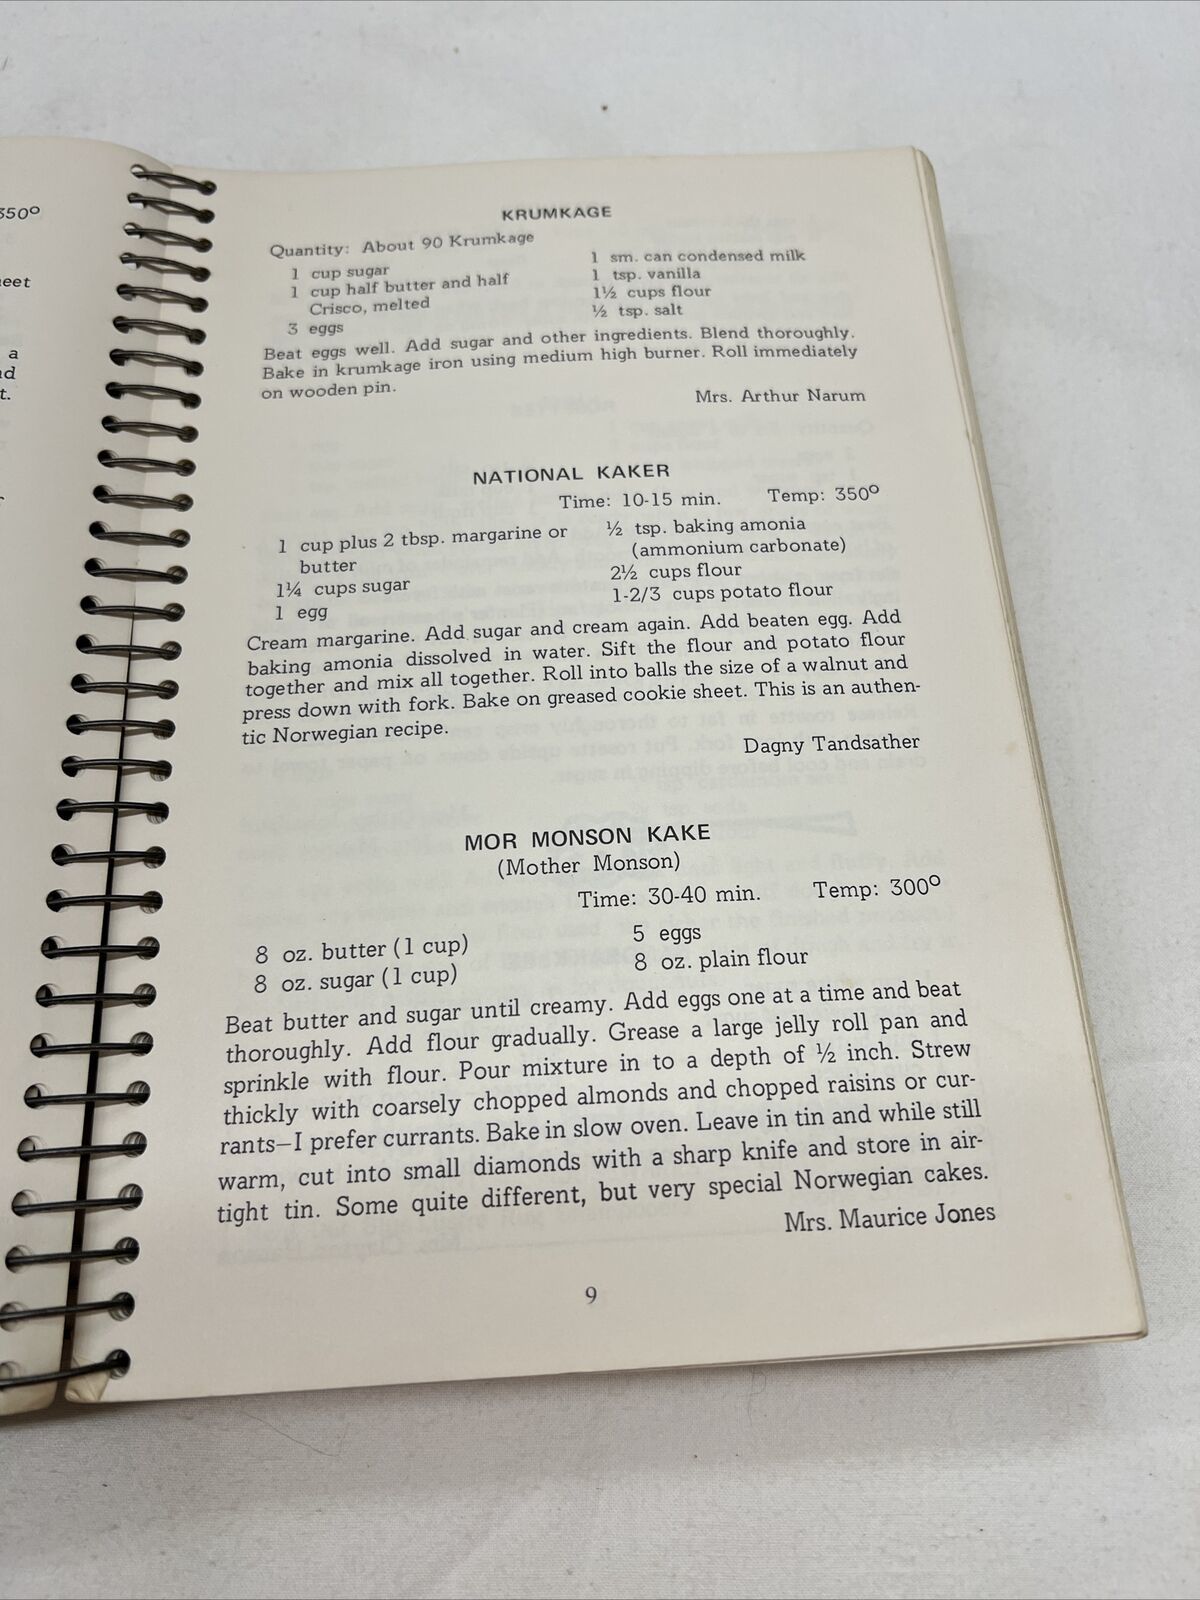 350°
eet
a
t.
KRUMKAGE
Quantity: About 90 Krumkage
1 cup sugar
1 cup half butter and half
Crisco, melted
3 eggs
1 sm. can condensed milk
1 tsp. vanilla
1½ cups flour
½ tsp. salt
Beat eggs well. Add sugar and other ingredients. Blend thoroughly.
Bake in krumkage iron using medium high burner. Roll immediately
on wooden pin.
Mrs. Arthur Narum
NATIONAL KAKER
Time: 10-15 min. Temp: 350°
1 cup plus 2 tbsp. margarine or
butter
1¼ cups sugar
1 egg
½ tsp. baking amonia
(ammonium carbonate)
2½ cups flour
1-2/3 cups potato flour
Cream margarine. Add sugar and cream again. Add beaten egg. Add
baking amonia dissolved in water. Sift the flour and potato flour
together and mix all together. Roll into balls the size of a walnut and
press down with fork. Bake on greased cookie sheet. This is an authen-
tic Norwegian recipe.
Dagny Tandsather
MOR MONSON KAKE
(Mother Monson)
Time: 30-40 min. Temp: 300°
8 oz. butter (1 cup)
8 oz. sugar (1 cup)
5 eggs
8 oz. plain flour
Beat butter and sugar until creamy. Add eggs one at a time and beat
thoroughly. Add flour gradually. Grease a large jelly roll pan and
sprinkle with flour. Pour mixture in to a depth of ½ inch. Strew
thickly with coarsely chopped almonds and chopped raisins or cur-
rants—I prefer currants. Bake in slow oven. Leave in tin and while still
warm, cut into small diamonds with a sharp knife and store in air-
tight tin. Some quite different, but very special Norwegian cakes.
Mrs. Maurice Jones
9